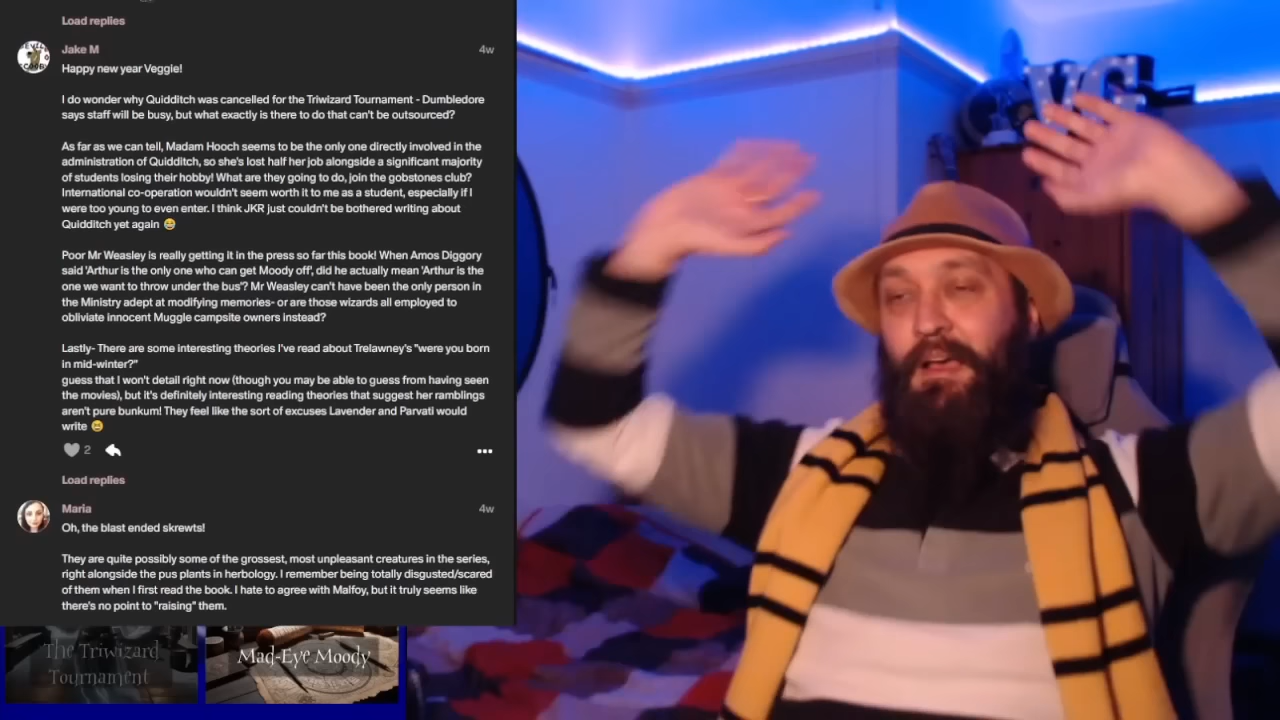 Load replies
Jake M
4w
Happy new year Veggie!
I do wonder why Quidditch was cancelled for the Triwizard Tournament - Dumbledore
says staff will be busy, but what exactly is there to do that can't be outsourced?
As far as we can tell, Madam Hooch seems to be the only one directly involved in the
administration of Quidditch, so she's lost half her job alongside a significant majority
of students losing their hobby! What are they going to do, join the gobstones club?
International co-operation wouldn't seem worth it to me as a student, especially if I
were too young to even enter. I think JKR just couldn't be bothered writing about
Quidditch yet again 😂
Poor Mr Weasley is really getting it in the press so far this book! When Amos Diggory
said 'Arthur is the only one who can get Moody off', did he actually mean 'Arthur is the
one we want to throw under the bus'? Mr Weasley can't have been the only person in
the Ministry adept at modifying memories- or are those wizards all employed to
obliviate innocent Muggle campsite owners instead?
Lastly- There are some interesting theories I've read about Trelawney's "were you born
in mid-winter?"
guess that I won't detail right now (though you may be able to guess from having seen
the movies), but it's definitely interesting reading theories that suggest her ramblings
aren't pure bunkum! They feel like the sort of excuses Lavender and Parvati would
write 😆
2
Load replies
Maria
4w
Oh, the blast ended skrewts!
They are quite possibly some of the grossest, most unpleasant creatures in the series,
right alongside the pus plants in herbology. I remember being totally disgusted/scared
of them when I first read the book. I hate to agree with Malfoy, but it truly seems like
there's no point to "raising" them.
The Triwizard
Tournament
Mad-Eye Moody
VG